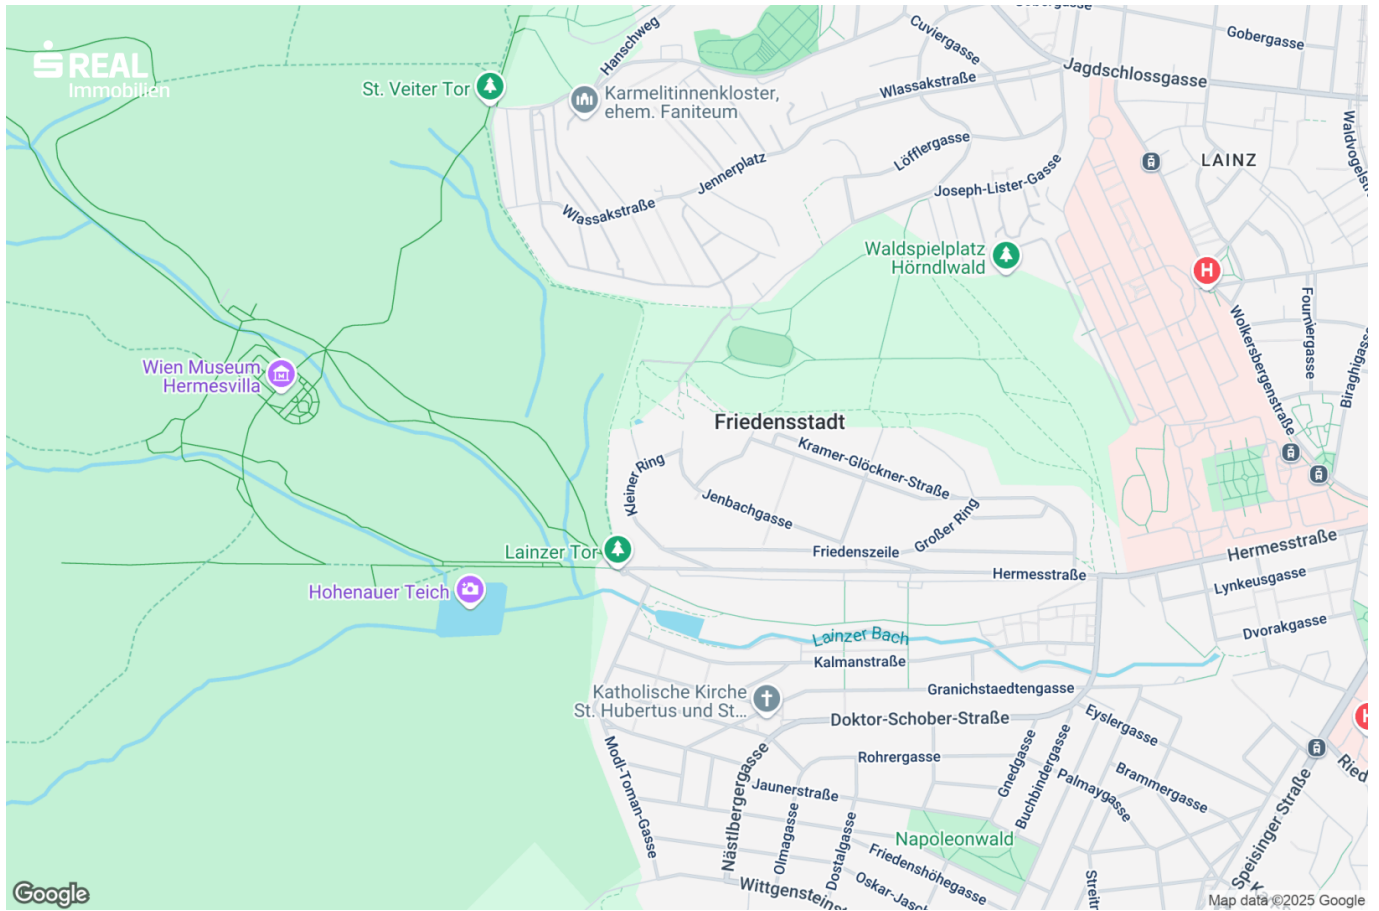 Gobergasse
Cuviergasse
Hanschweg
REAL
Immobilien
St. Veiter Tor
Karmelitinnenkloster,
ehem. Faniteum
Wlassakstraße
Jagdschlossgasse
Löfflergasse
LAINZ
Jennerplatz
Joseph-Lister-Gasse
Wlassakstraße
Waldspielplatz
Hörndlwald
H
Wolkersbergenstraße
Fourniergasse
Biraghigasse
Wien Museum
Hermesvilla
Friedensstadt
Kramer-Glöckner-Straße
Kleiner Ring
Jenbachgasse
Großer Ring
Lainzer Tor
Friedenszeile
Hermesstraße
Hermesstraße
Lynkeusgasse
Hohenauer Teich
Dvorakgasse
Lainzer Bach
Kalmanstraße
Katholische Kirche
St. Hubertus und St...
Granichstaedtengasse
Doktor-Schober-Straße
Eyslergasse
Modl-Toman-Gasse
Nästlbergergasse
Rohrergasse
Gnedgasse
Buchbindergasse
Palmaygasse
Brammergasse
Jaunerstraße
Olmagasse
Dostalgasse
Napoleonwald
Friedenshöhegasse
Speisinger Straße
Google
Map data ©2025 Google